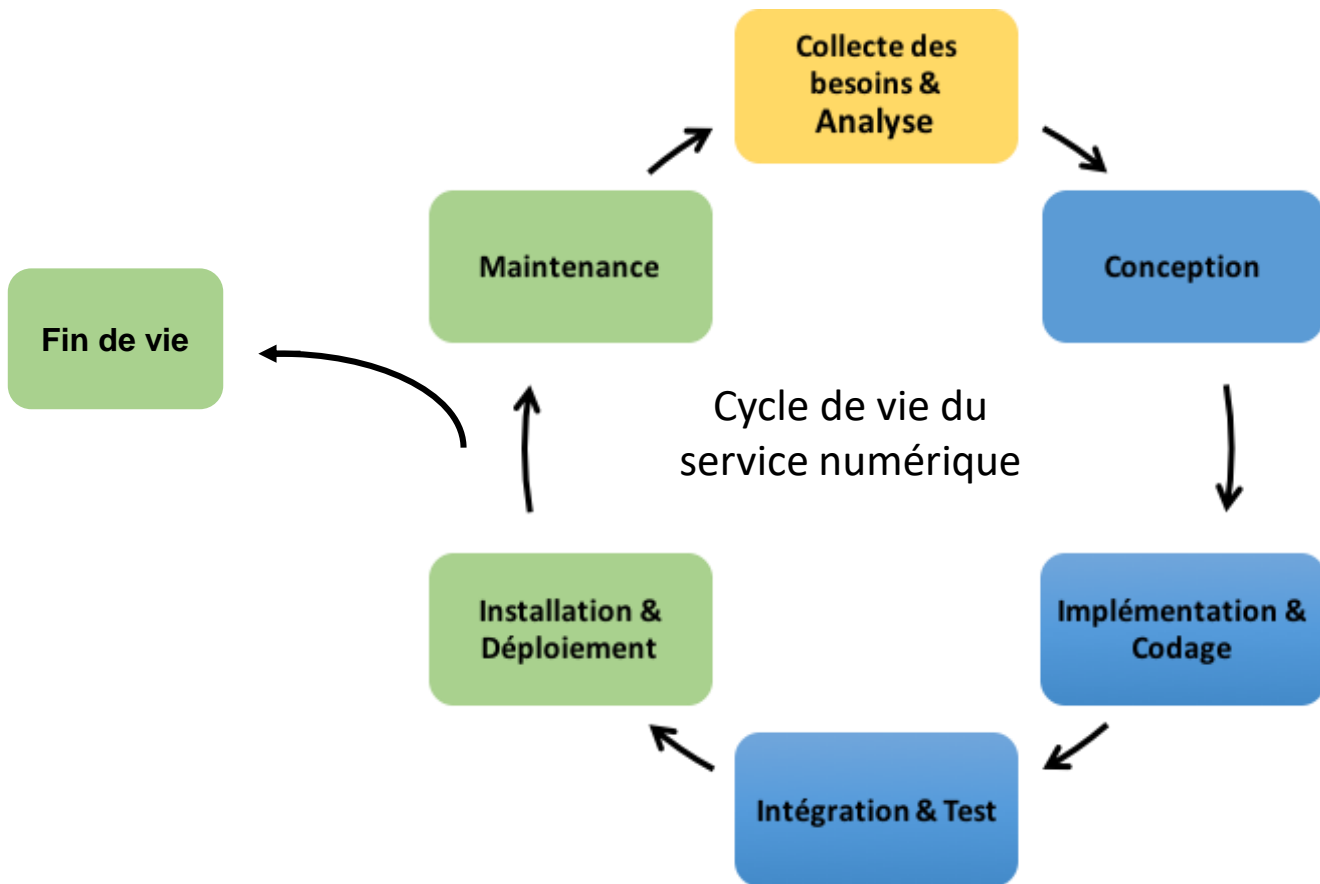 Collecte des
besoins &
Analyse
Maintenance
Conception
Fin de vie
Cycle de vie du
service numérique
Installation &
Déploiement
Implémentation &
Codage
Intégration & Test